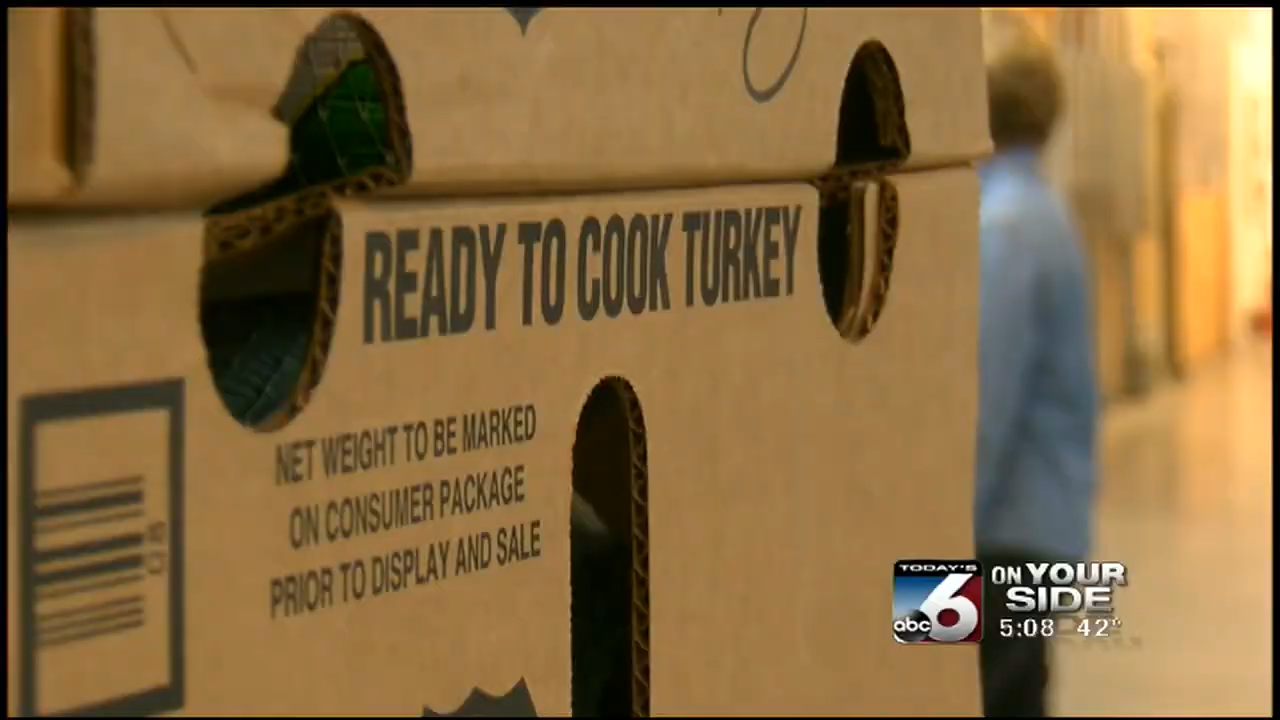 READY TO COOK TURKEY
NET WEIGHT TO BE MARKED
ON CONSUMER PACKAGE
PRIOR TO DISPLAY AND SALE
TODAY'S
6
abc
ON YOUR
SIDE
5:08 42°